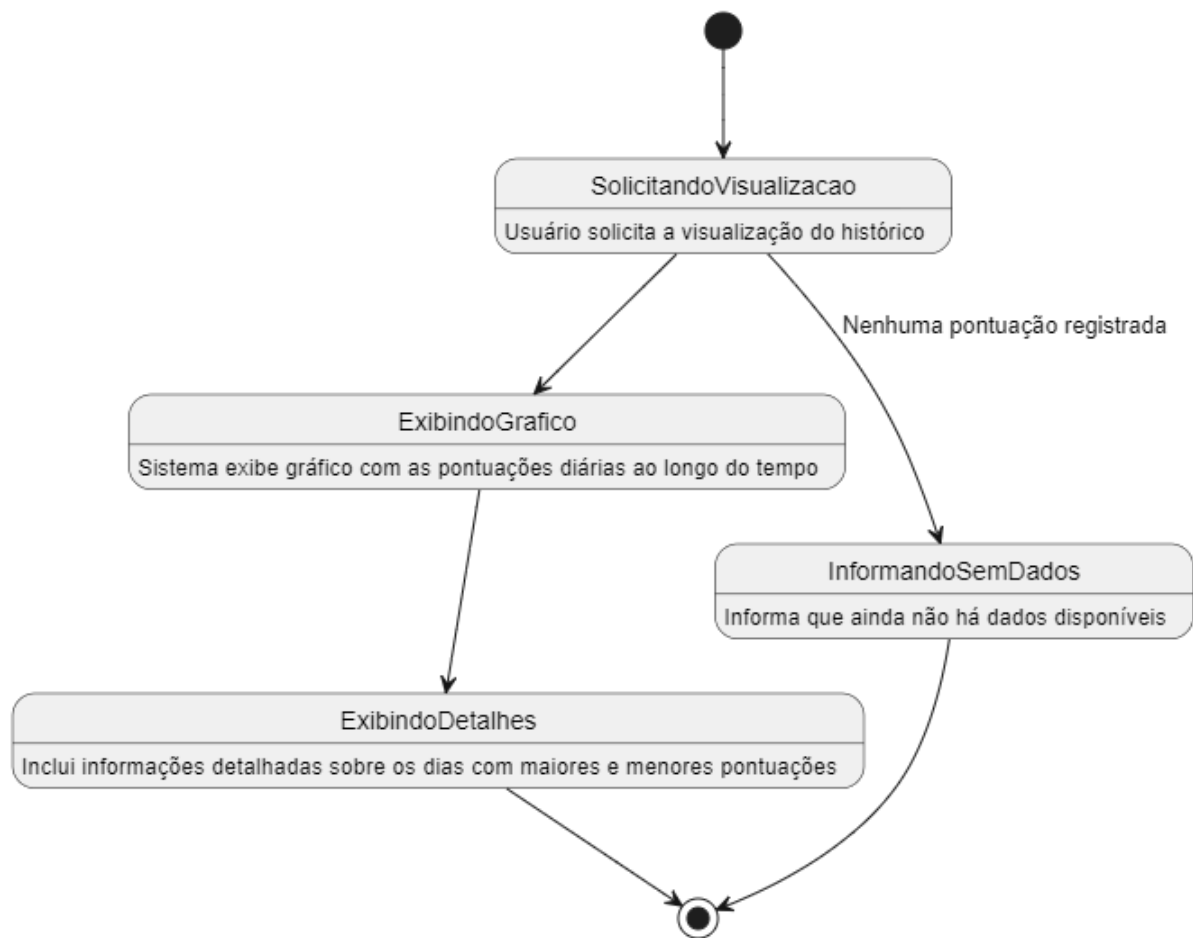 SolicitandoVisualizacao
Usuário solicita a visualização do histórico
Nenhuma pontuação registrada
ExibindoGrafico
Sistema exibe gráfico com as pontuações diárias ao longo do tempo
InformandoSemDados
Informa que ainda não há dados disponíveis
ExibindoDetalhes
Inclui informações detalhadas sobre os dias com maiores e menores pontuações